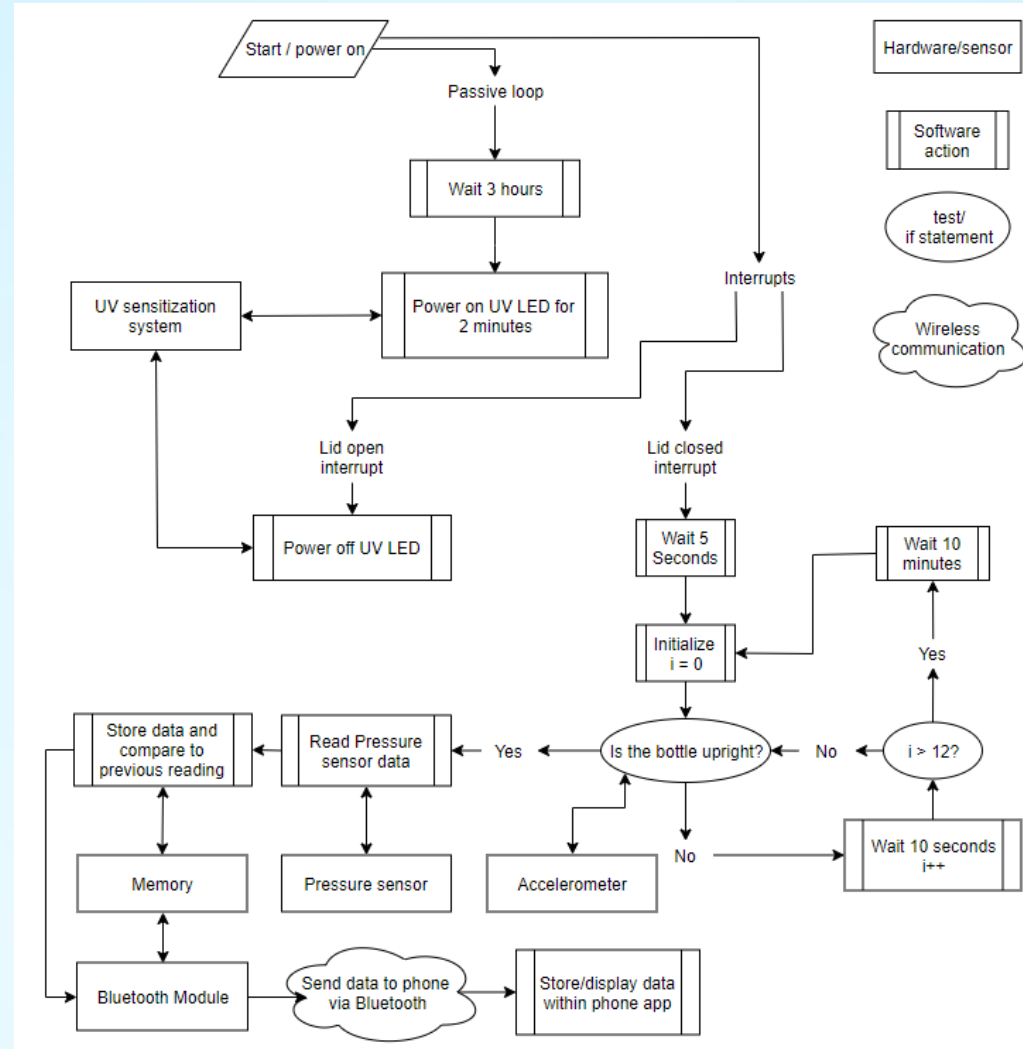 Start / power on
Hardware/sensor
Passive loop
Software
action
Wait 3 hours
test/
if statement
Interrupts
UV sensitization
system
Power on UV LED for
2 minutes
Wireless
communication
Lid open
interrupt
Lid closed
interrupt
Power off UV LED
Wait 5
Seconds
Wait 10
minutes
Initialize
i = 0
Yes
Store data and
compare to
previous reading
Read Pressure
sensor data
Yes
Is the bottle upright?
No
i > 12?
No
Wait 10 seconds
i++
Memory
Pressure sensor
Accelerometer
Bluetooth Module
Send data to phone
via Bluetooth
Store/display data
within phone app